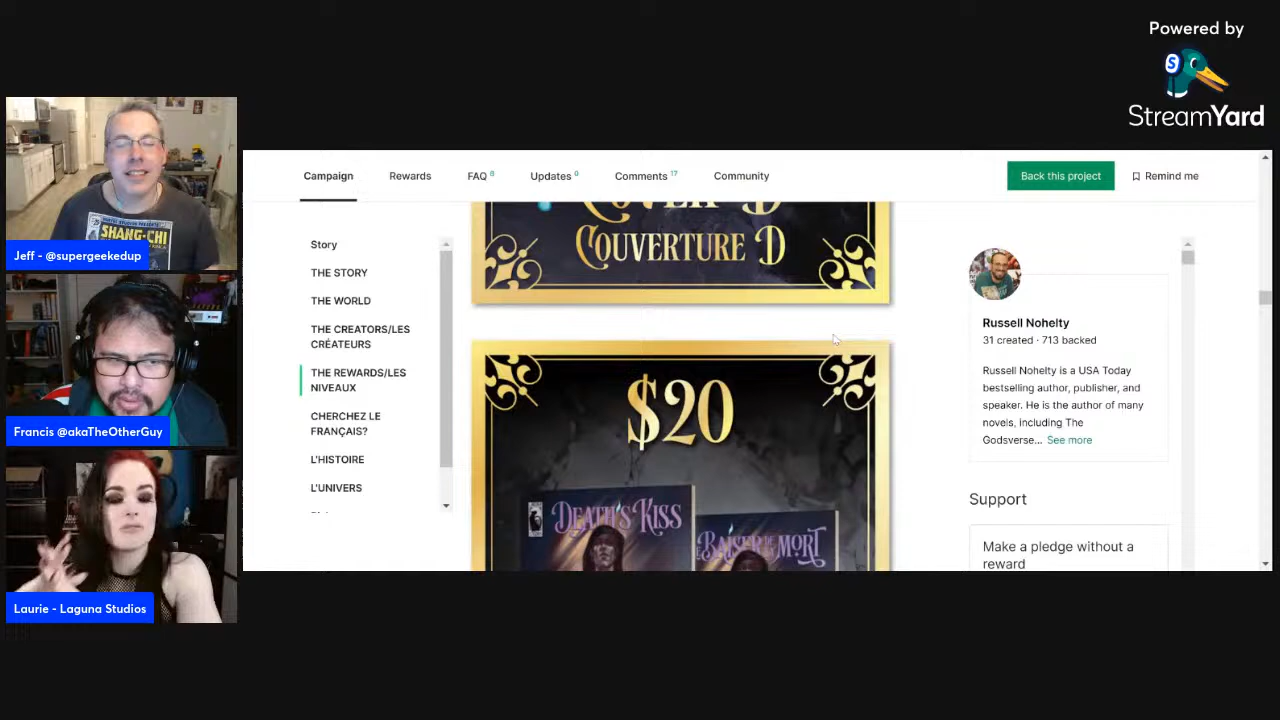 Powered by
StreamYard
SHANG-CHI
Jeff - @supergeekedup
Francis @akaTheOtherGuy
Laurie - Laguna Studios
Campaign
Rewards
FAQ 8
Updates 0
Comments 17
Community
Back this project
Remind me
Story
THE STORY
THE WORLD
THE CREATORS/LES
CRÉATEURS
THE REWARDS/LES
NIVEAUX
CHERCHEZ LE
FRANÇAIS?
L'HISTOIRE
L'UNIVERS
COVER D
COUVERTURE D
$20
DEATH'S KISS
BAISER DE LA MORT
Russell Nohelty
31 created · 713 backed
Russell Nohelty is a USA Today
bestselling author, publisher, and
speaker. He is the author of many
novels, including The
Godsverse... See more
Support
Make a pledge without a
reward